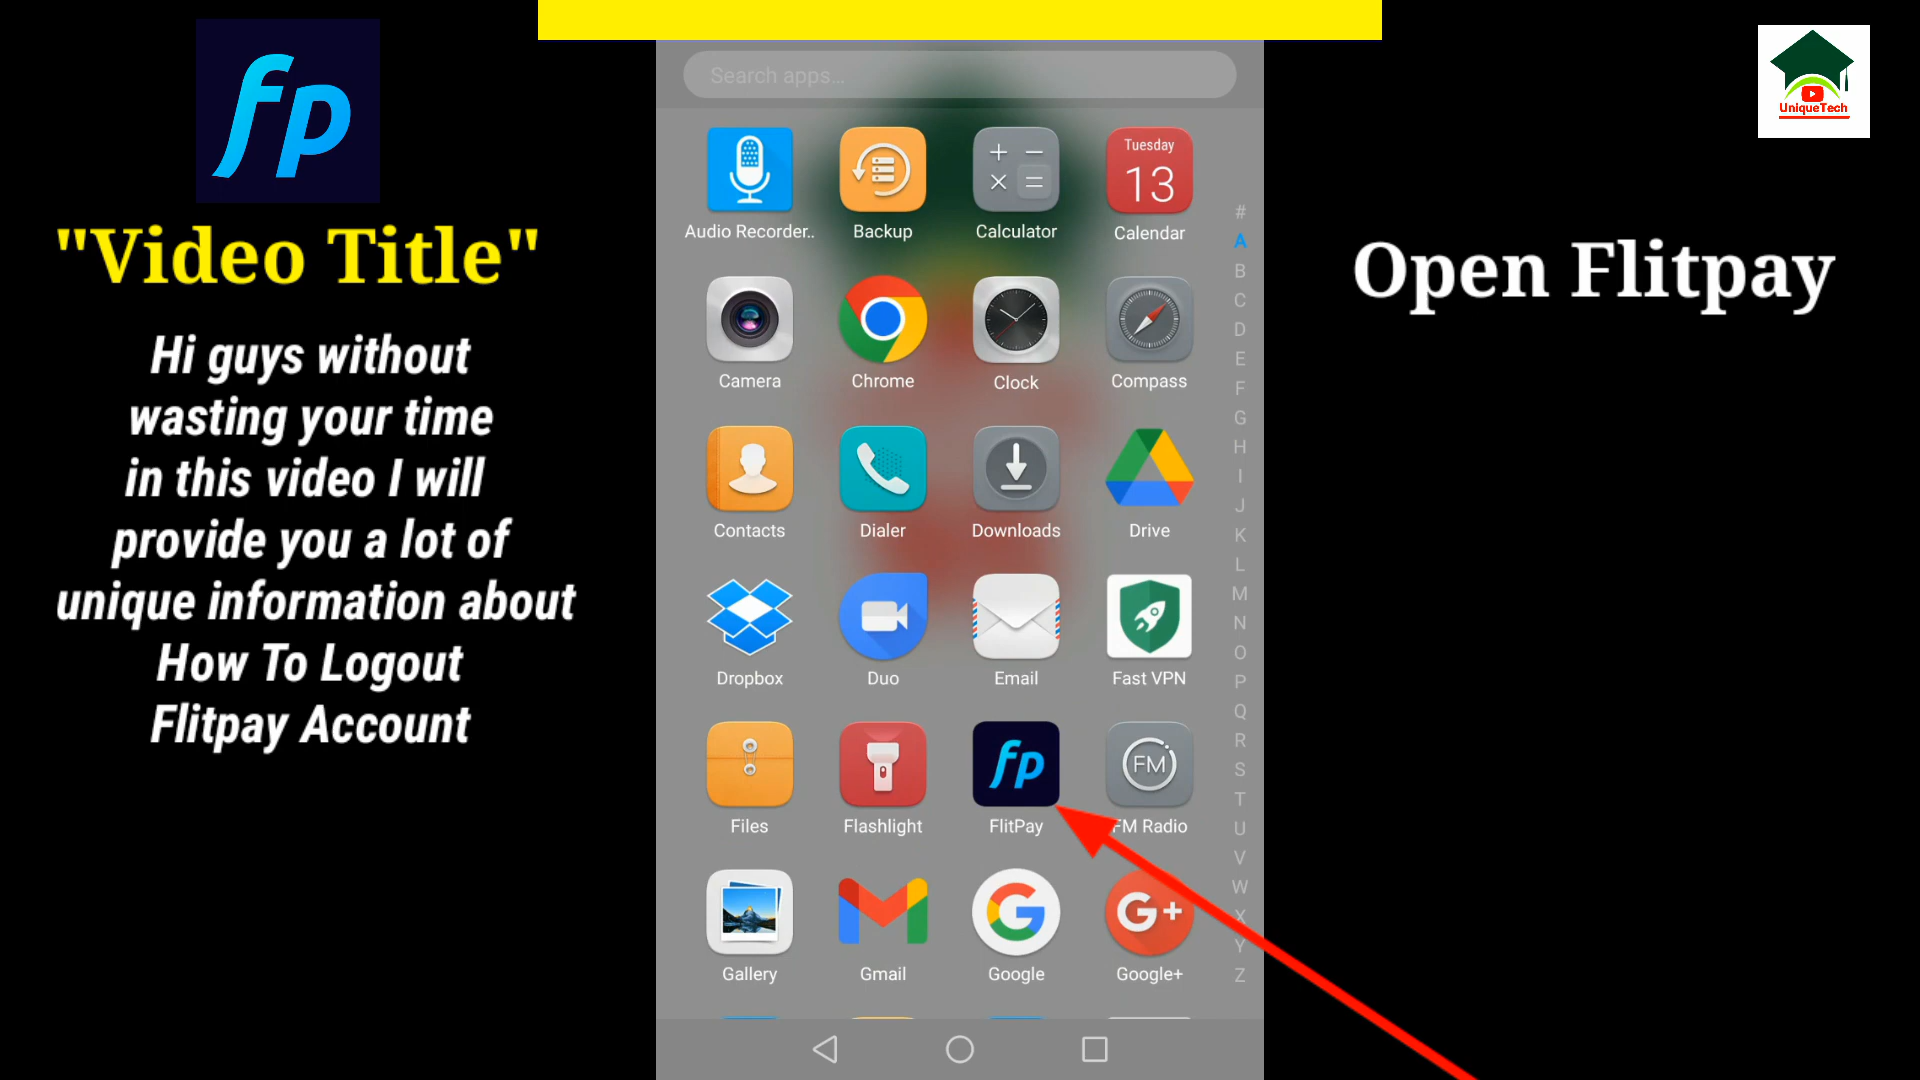 fp
"Video Title"
Hi guys without
wasting your time
in this video I will
provide you a lot of
unique information about
How To Logout
Flitpay Account
Search apps...
Tuesday
13
Audio Recorder..
Backup
Calculator
Calendar
Camera
Chrome
Clock
Compass
Contacts
Dialer
Downloads
Drive
Dropbox
Duo
Email
Fast VPN
fp
FM
Files
Flashlight
FlitPay
FM Radio
G+
Gallery
Gmail
Google
Google+
#
A
B
C
D
E
F
G
H
I
J
K
L
M
N
O
P
Q
R
S
T
U
V
W
X
Y
Z
UniqueTech
Open Flitpay